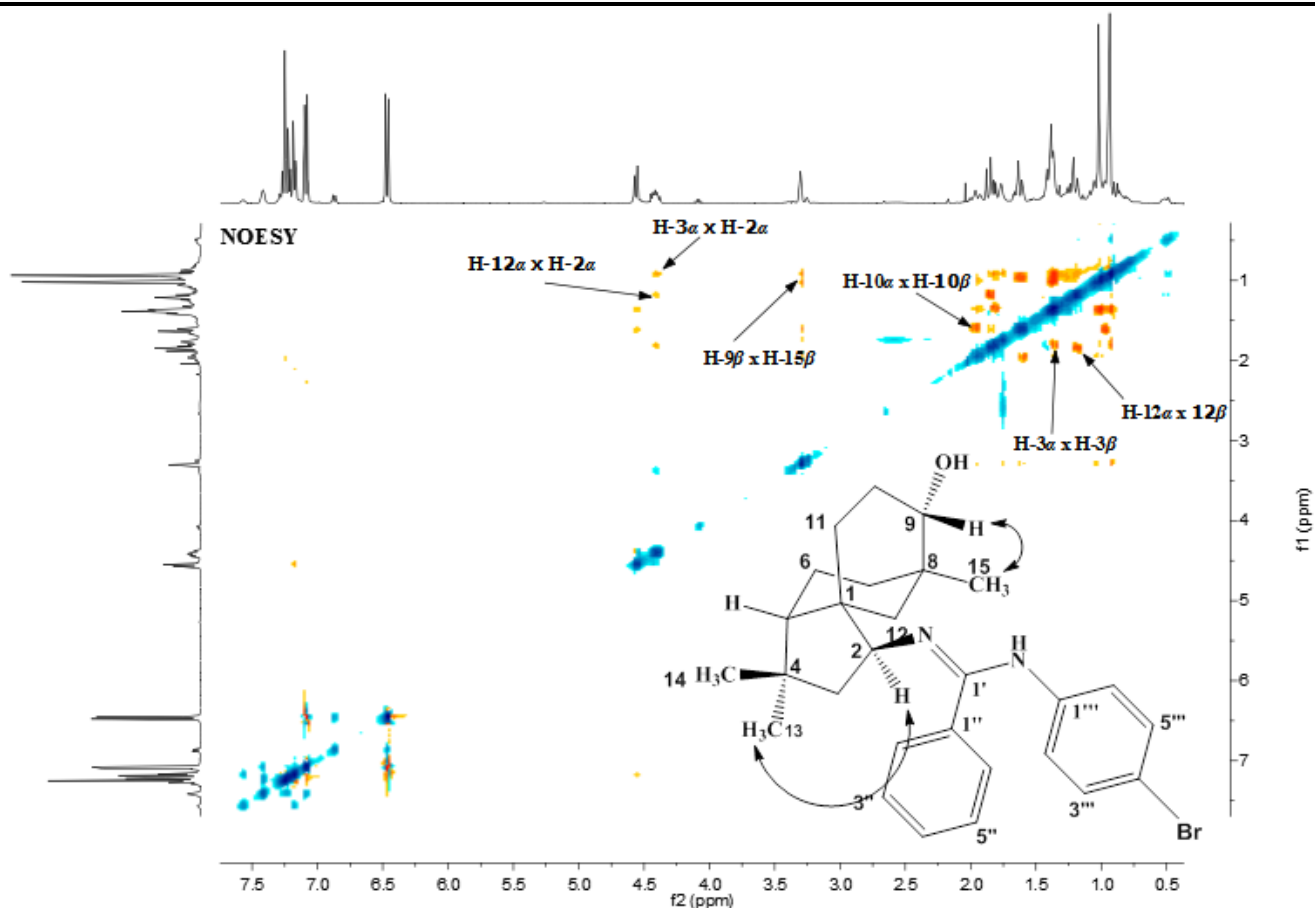 NOESY
H-3α x H-2α
H-12α x H-2α
H-10α x H-10β
H-9β x H-15β
H-12α x 12β
H-3α x H-3β
OH
11
9
H
6
8
15
CH₃
1
H
12
N
H
N
2
14 H₃C
4
H
1'
1''
1'''
5'''
H₃C13
3''
3'''
5''
Br
1
2
3
4
5
6
7
f1 (ppm)
7.5 7.0 6.5 6.0 5.5 5.0 4.5 4.0 3.5 3.0 2.5 2.0 1.5 1.0 0.5
f2 (ppm)